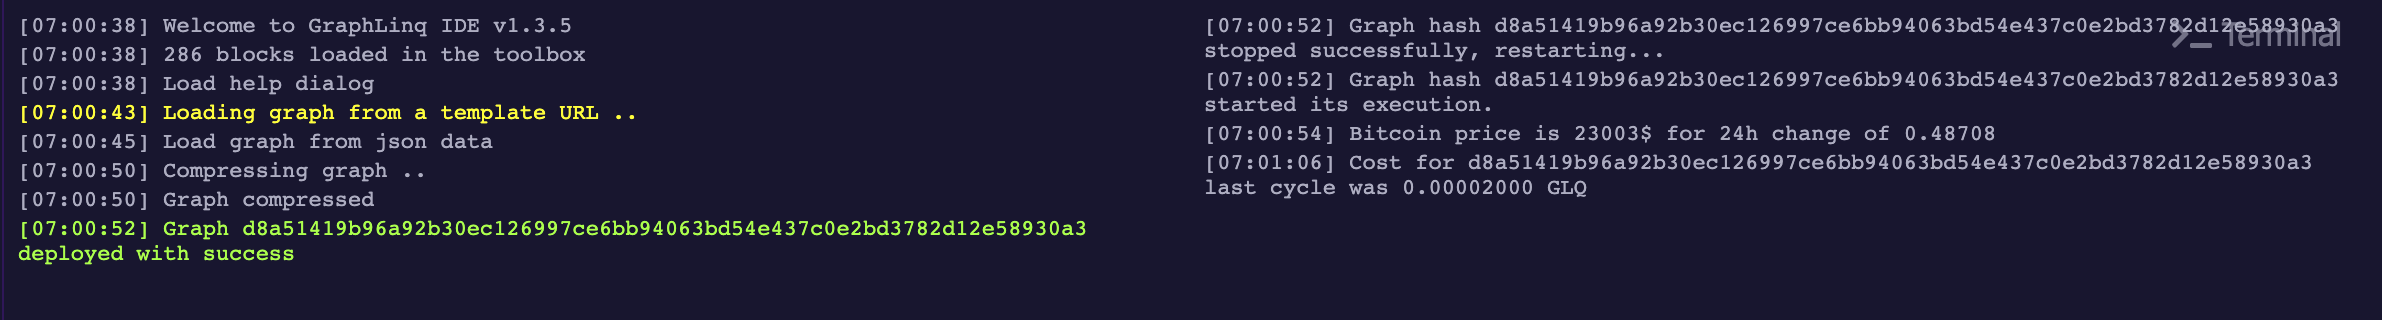 [07:00:38] Welcome to GraphLinq IDE v1.3.5
[07:00:38] 286 blocks loaded in the toolbox
[07:00:38] Load help dialog
[07:00:43] Loading graph from a template URL ..
[07:00:45] Load graph from json data
[07:00:50] Compressing graph ..
[07:00:50] Graph compressed
[07:00:52] Graph d8a51419b96a92b30ec126997ce6bb94063bd54e437c0e2bd3782d12e58930a3
deployed with success
[07:00:52] Graph hash d8a51419b96a92b30ec126997ce6bb94063bd54e437c0e2bd3782d12e58930a3
>_ Terminal
stopped successfully, restarting...
[07:00:52] Graph hash d8a51419b96a92b30ec126997ce6bb94063bd54e437c0e2bd3782d12e58930a3
started its execution.
[07:00:54] Bitcoin price is 23003$ for 24h change of 0.48708
[07:01:06] Cost for d8a51419b96a92b30ec126997ce6bb94063bd54e437c0e2bd3782d12e58930a3
last cycle was 0.00002000 GLQ